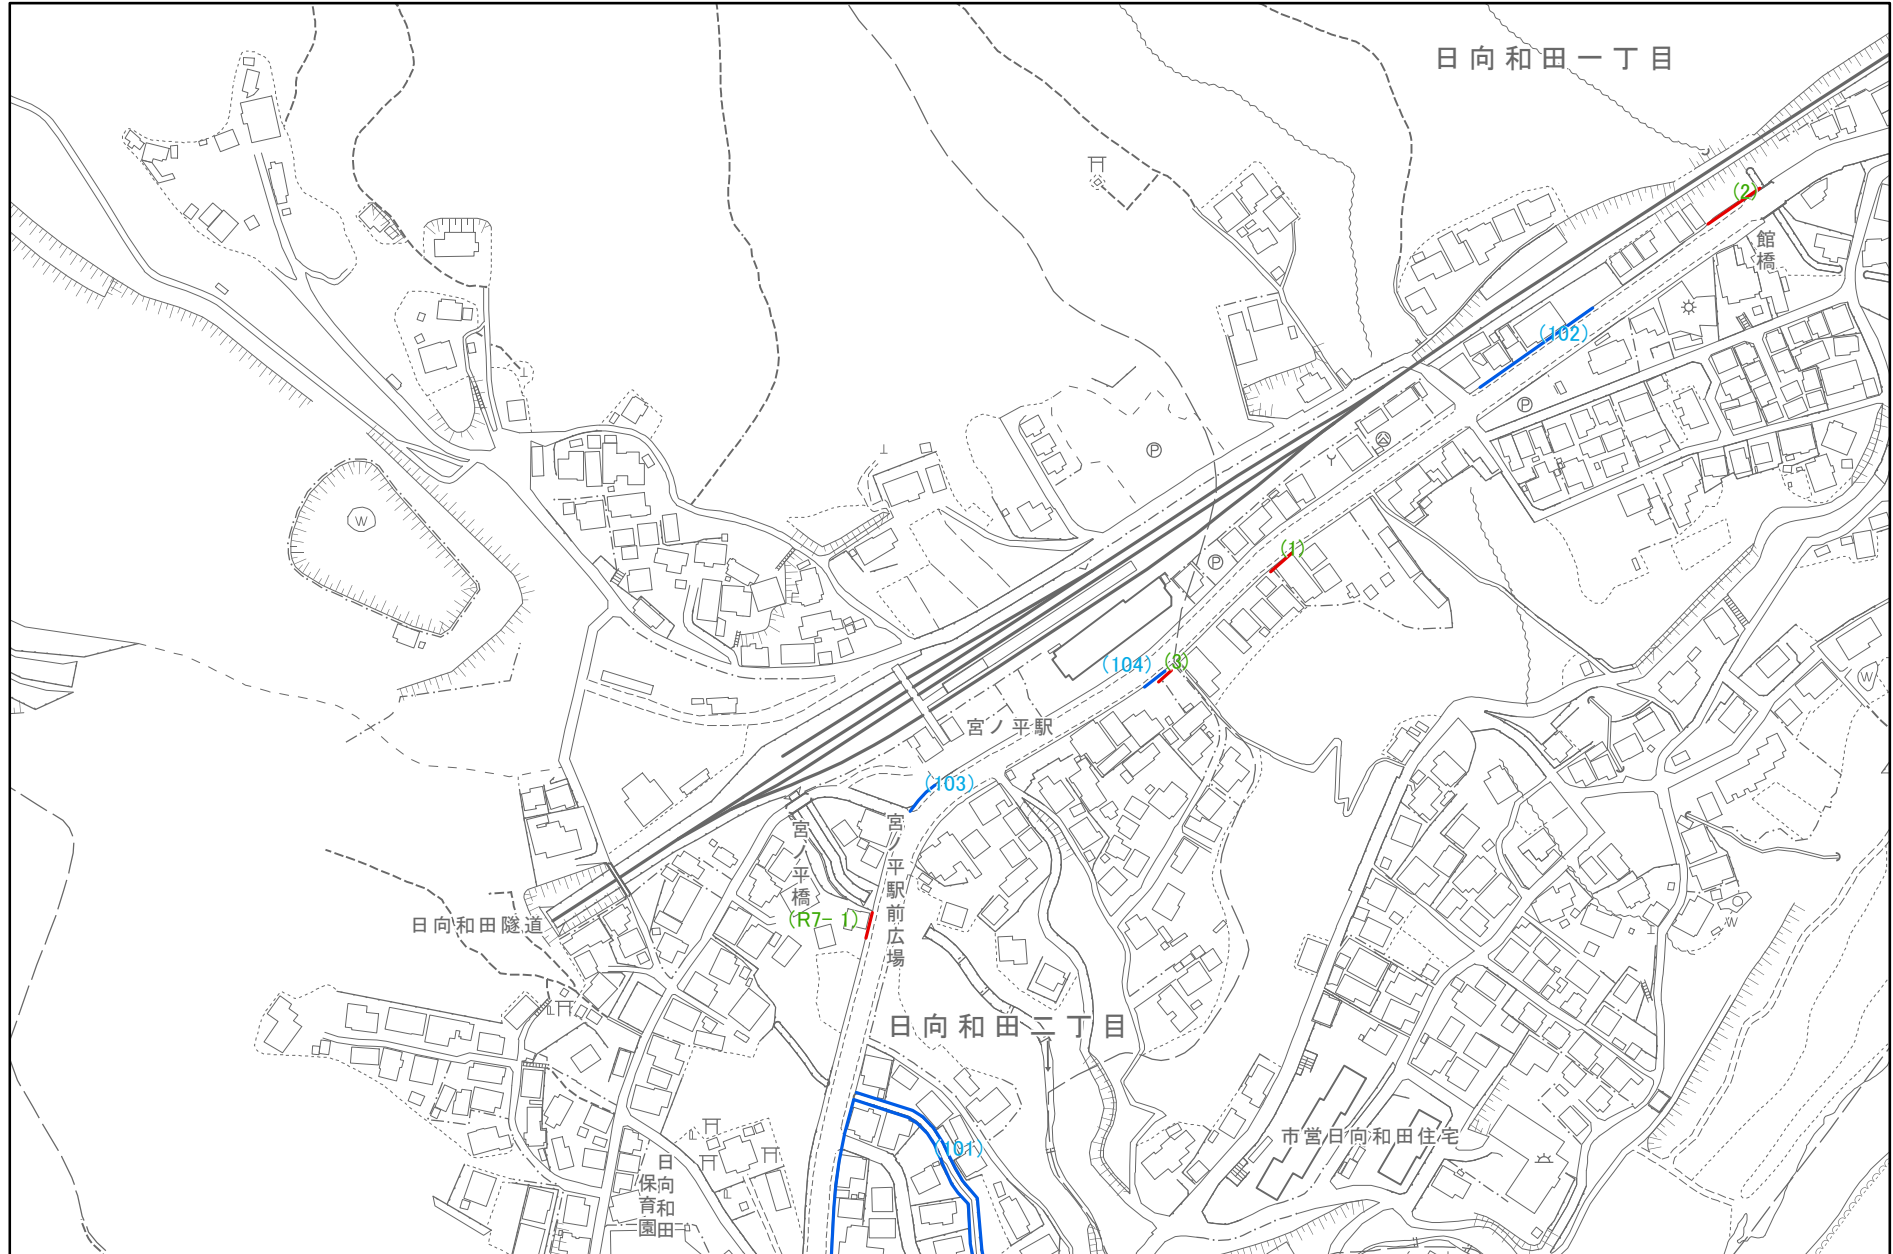 日向和田一丁目
(2)
館橋
(102)
Ⓟ
Ⓟ
W
(1)
Ⓟ
(104)
(3)
W
宮ノ平駅
(103)
宮ノ平橋
宮ノ平駅前広場
(R7-1)
日向和田隧道
W
日向和田二丁目
市営日向和田住宅
(101)
日向和田
保育園